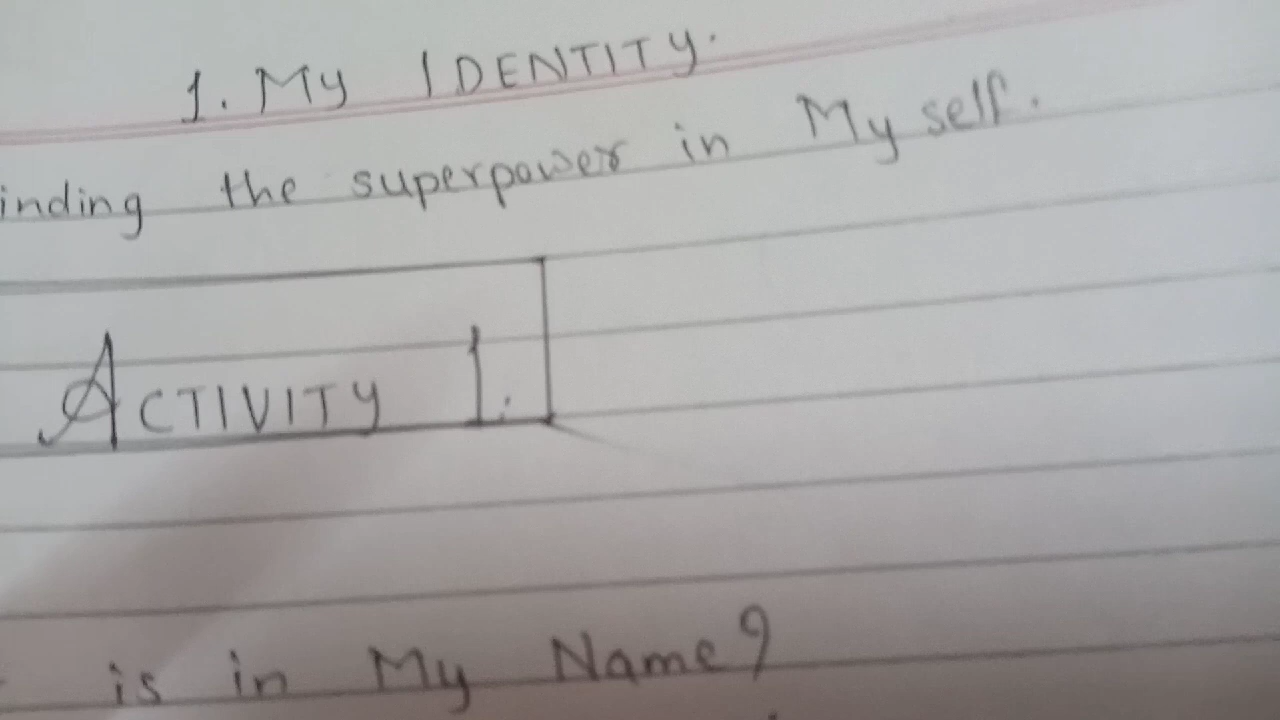 1. My IDENTITY.
inding the superpower in My self.
ACTIVITY 1.
is in My Name?